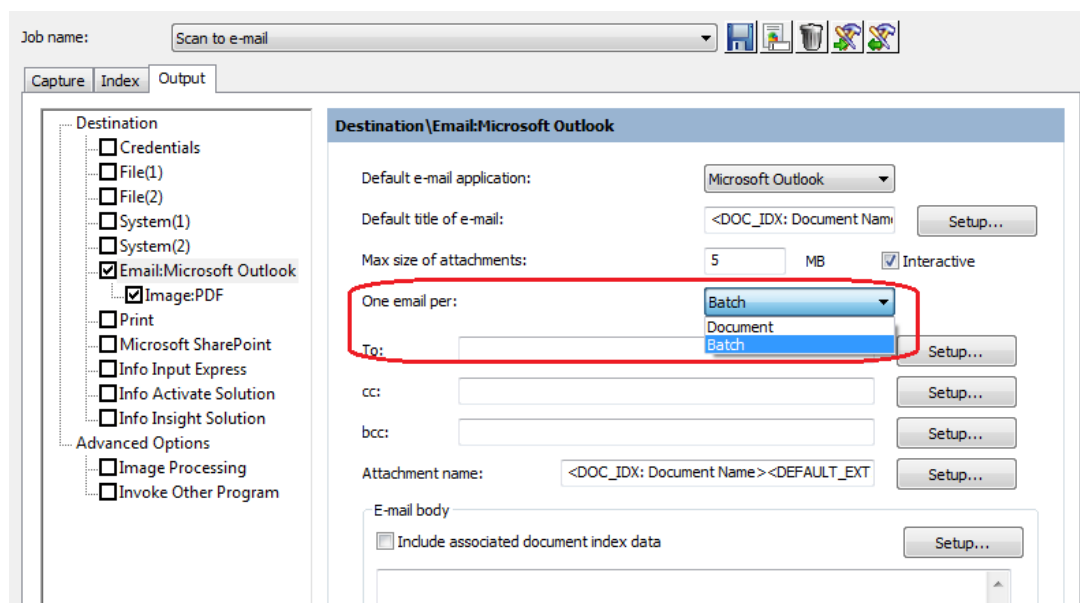 Job name:
Scan to e-mail
Capture
Index
Output
Destination
Credentials
File(1)
File(2)
System(1)
System(2)
Email:Microsoft Outlook
Image:PDF
Print
Microsoft SharePoint
Info Input Express
Info Activate Solution
Info Insight Solution
Advanced Options
Image Processing
Invoke Other Program
Destination\Email:Microsoft Outlook
Default e-mail application:
Microsoft Outlook
Default title of e-mail:
<DOC_IDX: Document Nam
Setup...
Max size of attachments:
5
MB
Interactive
One email per:
Batch
Document
Batch
To:
Setup...
cc:
Setup...
bcc:
Setup...
Attachment name:
<DOC_IDX: Document Name><DEFAULT_EXT
Setup...
E-mail body
Include associated document index data
Setup...